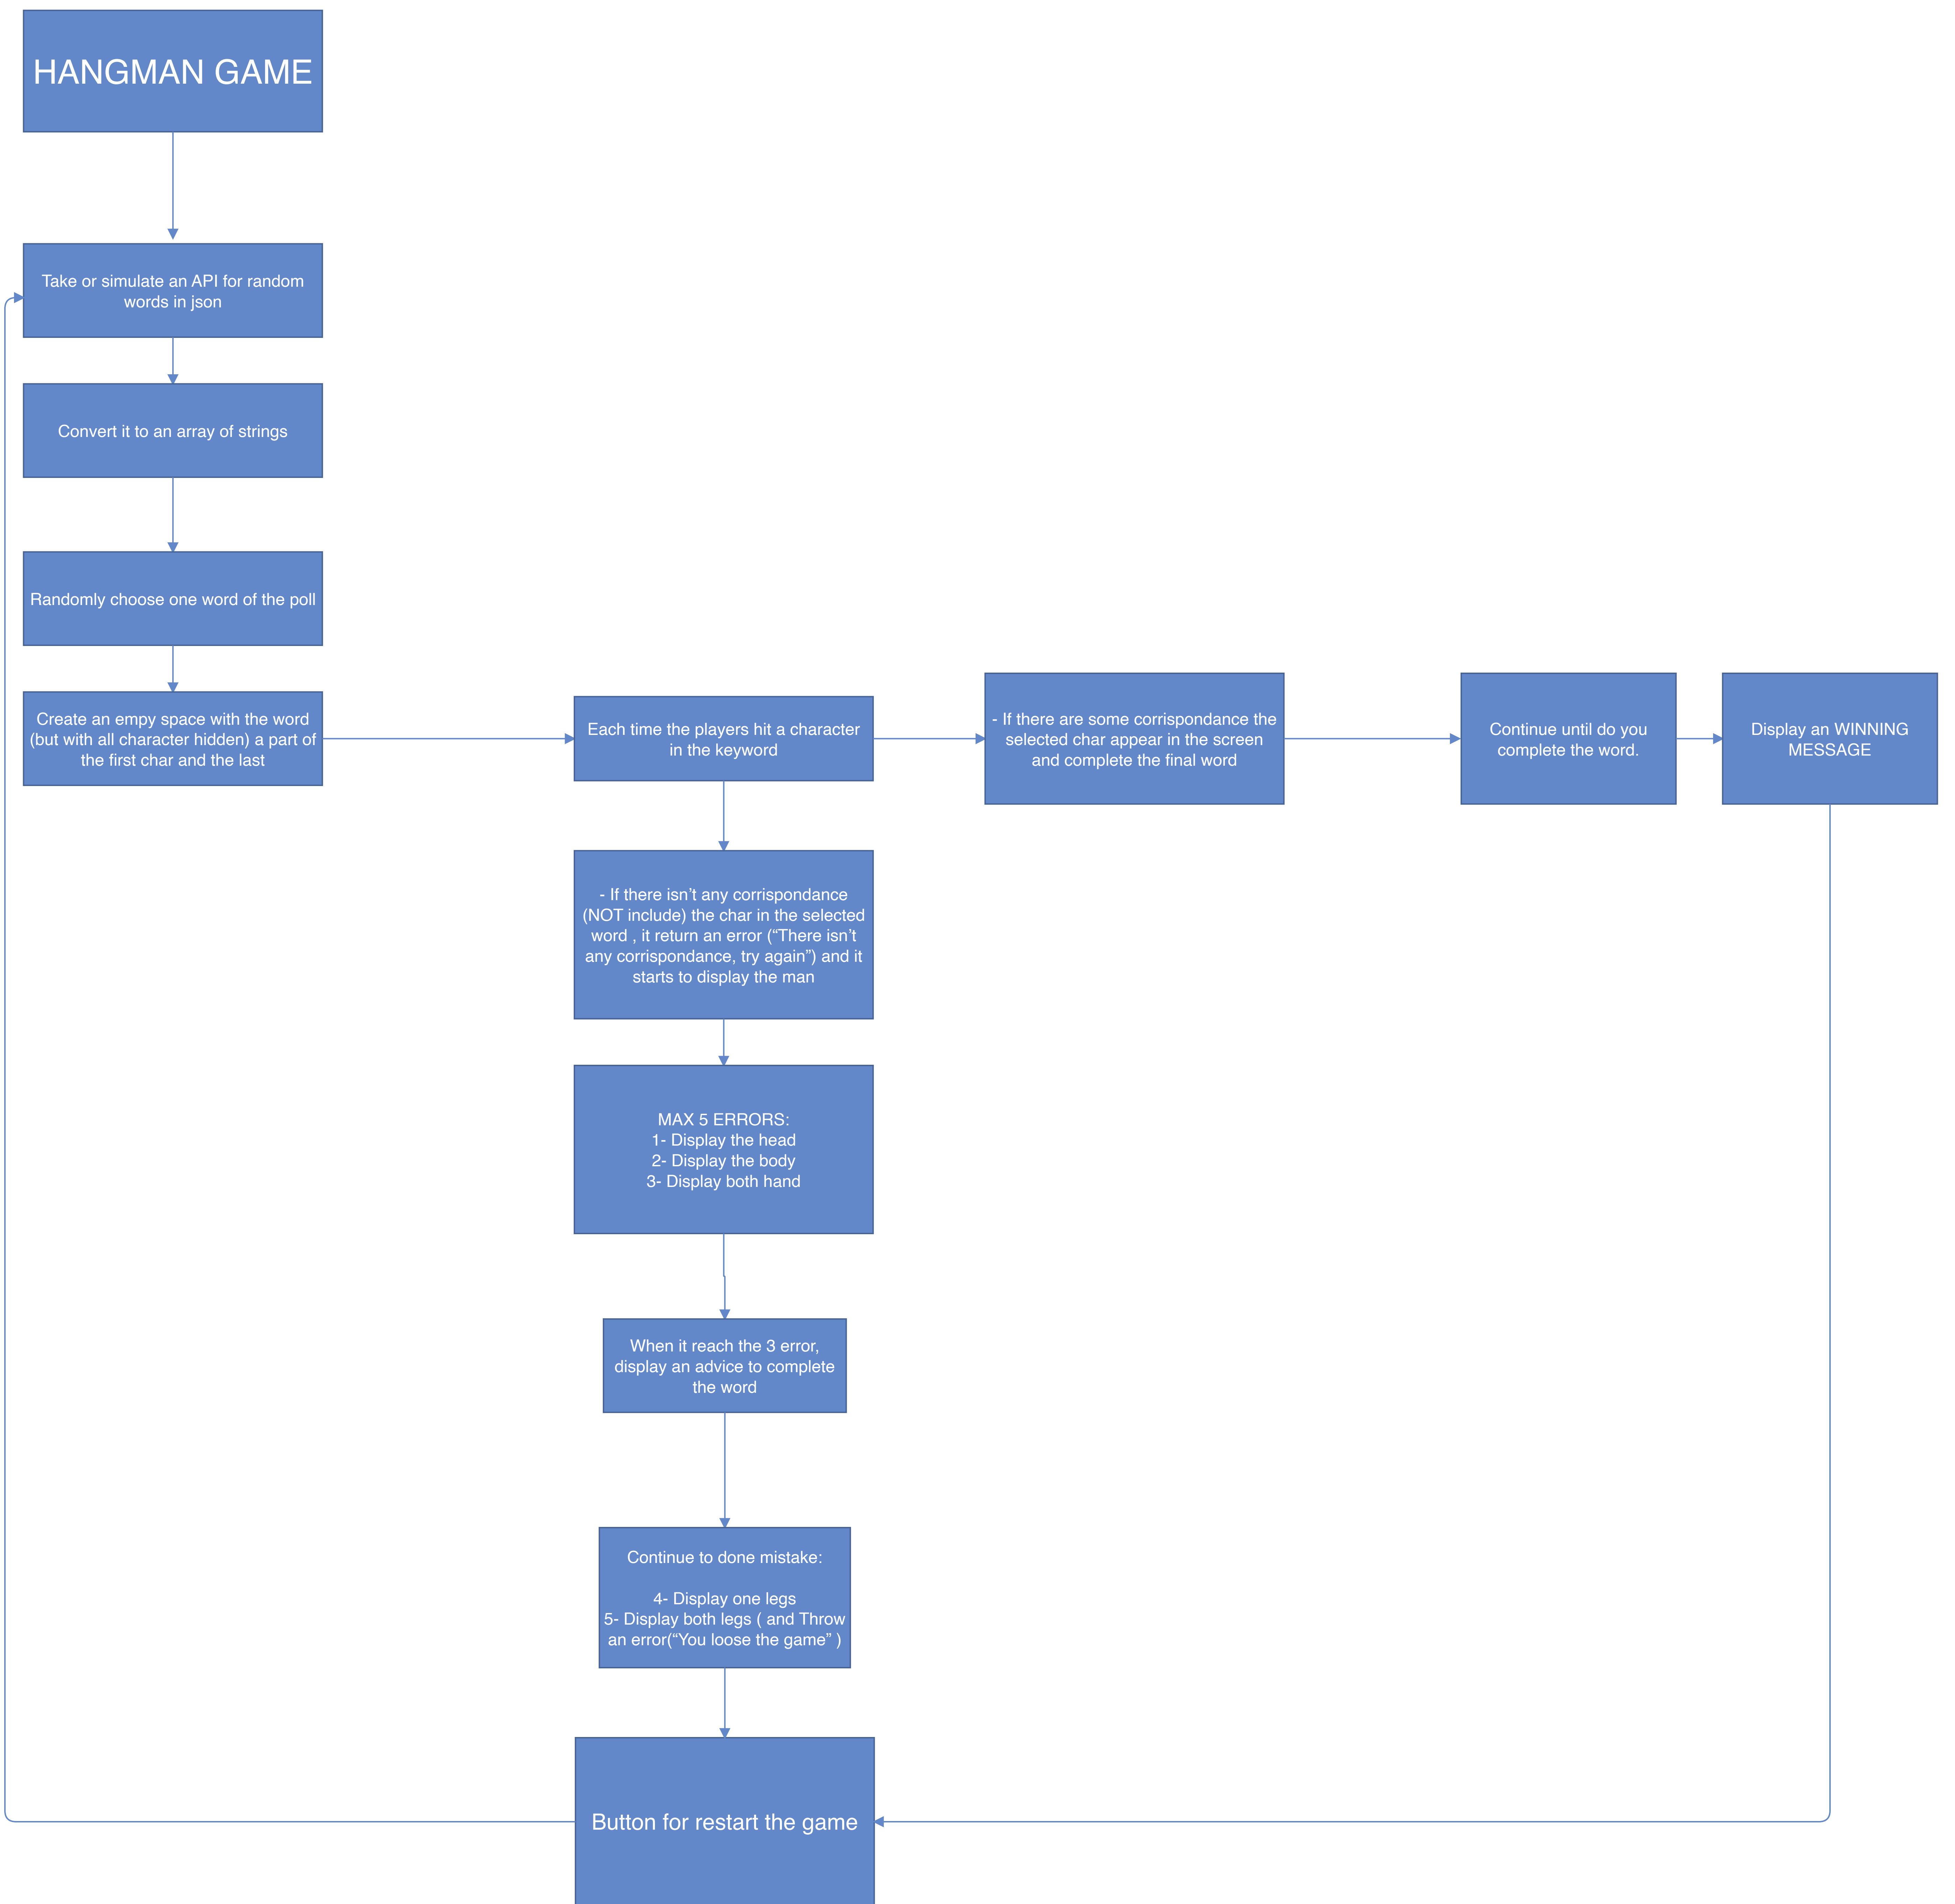 HANGMAN GAME
Take or simulate an API for random
words in json
Convert it to an array of strings
Randomly choose one word of the poll
Create an empy space with the word
(but with all character hidden) a part of
the first char and the last
Each time the players hit a character
in the keyword
- If there are some corrispondance the
selected char appear in the screen
and complete the final word
Continue until do you
complete the word.
Display an WINNING
MESSAGE
- If there isn’t any corrispondance
(NOT include) the char in the selected
word , it return an error (“There isn’t
any corrispondance, try again”) and it
starts to display the man
MAX 5 ERRORS:
1- Display the head
2- Display the body
3- Display both hand
When it reach the 3 error,
display an advice to complete
the word
Continue to done mistake:
4- Display one legs
5- Display both legs ( and Throw
an error(“You loose the game” )
Button for restart the game